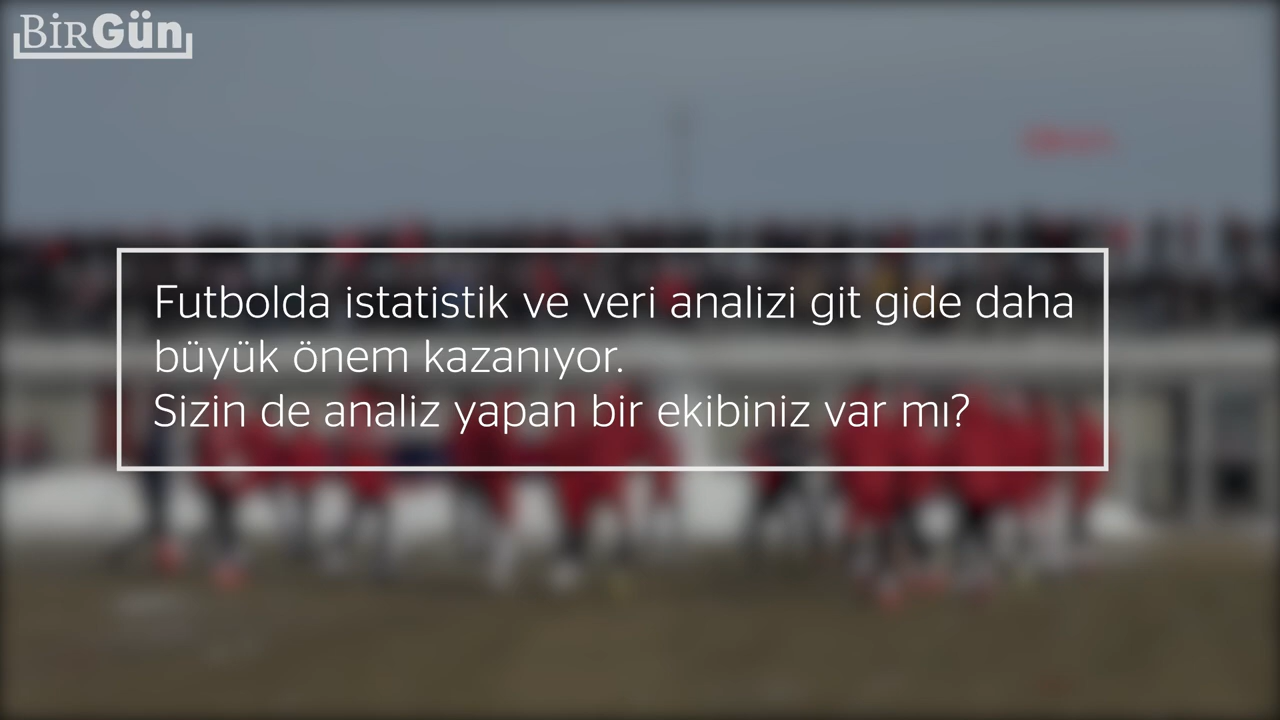 BirGün
Futbolda istatistik ve veri analizi git gide daha
büyük önem kazanıyor.
Sizin de analiz yapan bir ekibiniz var mı?